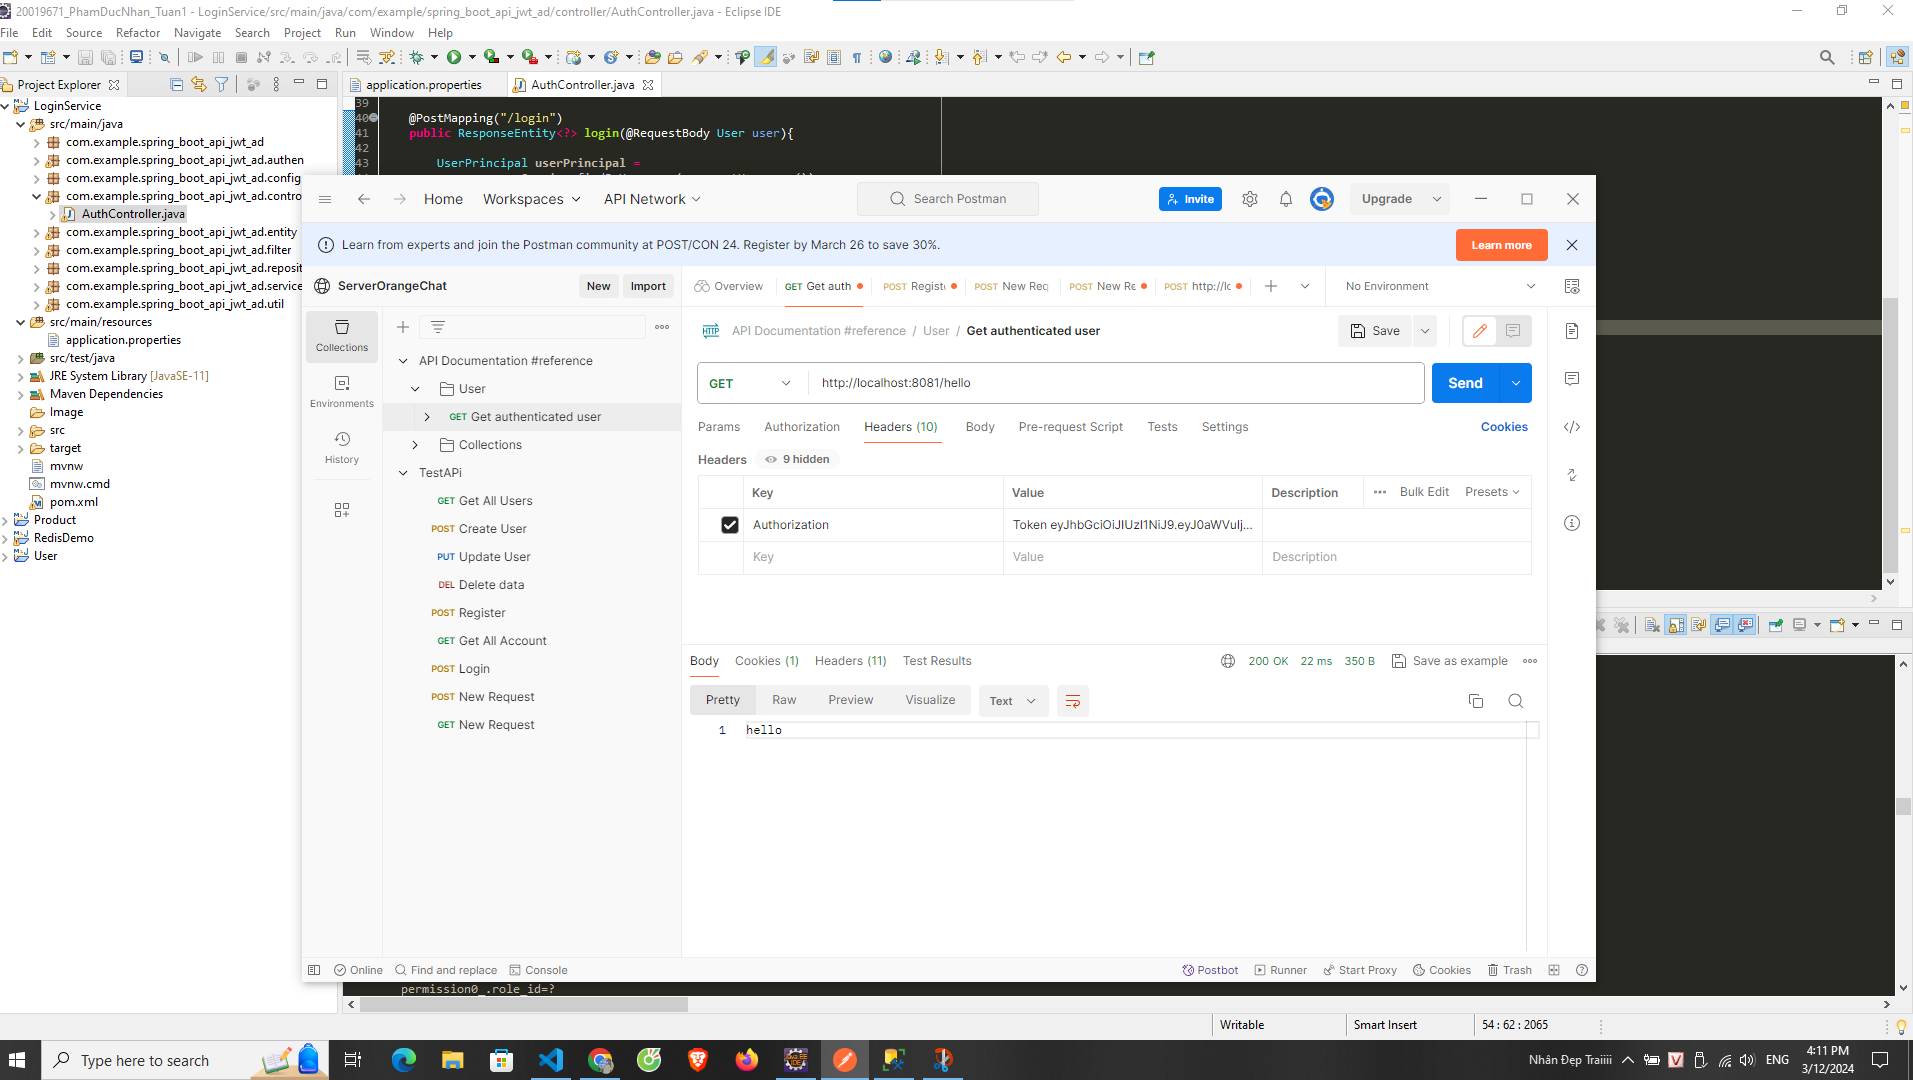 20019671_PhamDucNhan_Tuan1 - LoginService/src/main/java/com/example/spring_boot_api_jwt_ad/controller/AuthController.java - Eclipse IDE
File Edit Source Refactor Navigate Search Project Run Window Help
Project Explorer
LoginService
src/main/java
com.example.spring_boot_api_jwt_ad
com.example.spring_boot_api_jwt_ad.authen
com.example.spring_boot_api_jwt_ad.config
com.example.spring_boot_api_jwt_ad.contro
AuthController.java
com.example.spring_boot_api_jwt_ad.entity
com.example.spring_boot_api_jwt_ad.filter
com.example.spring_boot_api_jwt_ad.reposit
com.example.spring_boot_api_jwt_ad.service
com.example.spring_boot_api_jwt_ad.util
src/main/resources
application.properties
src/test/java
JRE System Library [JavaSE-11]
Maven Dependencies
Image
src
target
mvnw
mvnw.cmd
pom.xml
Product
RedisDemo
User
application.properties AuthController.java
39
40 @PostMapping("/login")
41 public ResponseEntity<?> login(@RequestBody User user){
42
43 UserPrincipal userPrincipal =
Home Workspaces API Network Search Postman Invite Upgrade
Learn from experts and join the Postman community at POST/CON 24. Register by March 26 to save 30%. Learn more
ServerOrangeChat New Import
Overview GET Get auth POST Regist POST New Req POST New Re POST http://lo No Environment
Collections
Environments
History
API Documentation #reference
User
GET Get authenticated user
Collections
TestAPi
GET Get All Users
POST Create User
PUT Update User
DEL Delete data
POST Register
GET Get All Account
POST Login
POST New Request
GET New Request
HTTP API Documentation #reference / User / Get authenticated user Save
GET http://localhost:8081/hello Send
Params Authorization Headers (10) Body Pre-request Script Tests Settings Cookies
Headers 9 hidden
Key Value Description Bulk Edit Presets
Authorization Token eyJhbGciOiJIUzI1NiJ9.eyJ0aWVuIj...
Key Value Description
Body Cookies (1) Headers (11) Test Results 200 OK 22 ms 350 B Save as example
Pretty Raw Preview Visualize Text
1 hello
Online Find and replace Console Postbot Runner Start Proxy Cookies Trash
permission0_.role_id=?
Writable Smart Insert 54 : 62 : 2065
Type here to search
Nhân Đẹp Traiiii ENG
4:11 PM
3/12/2024